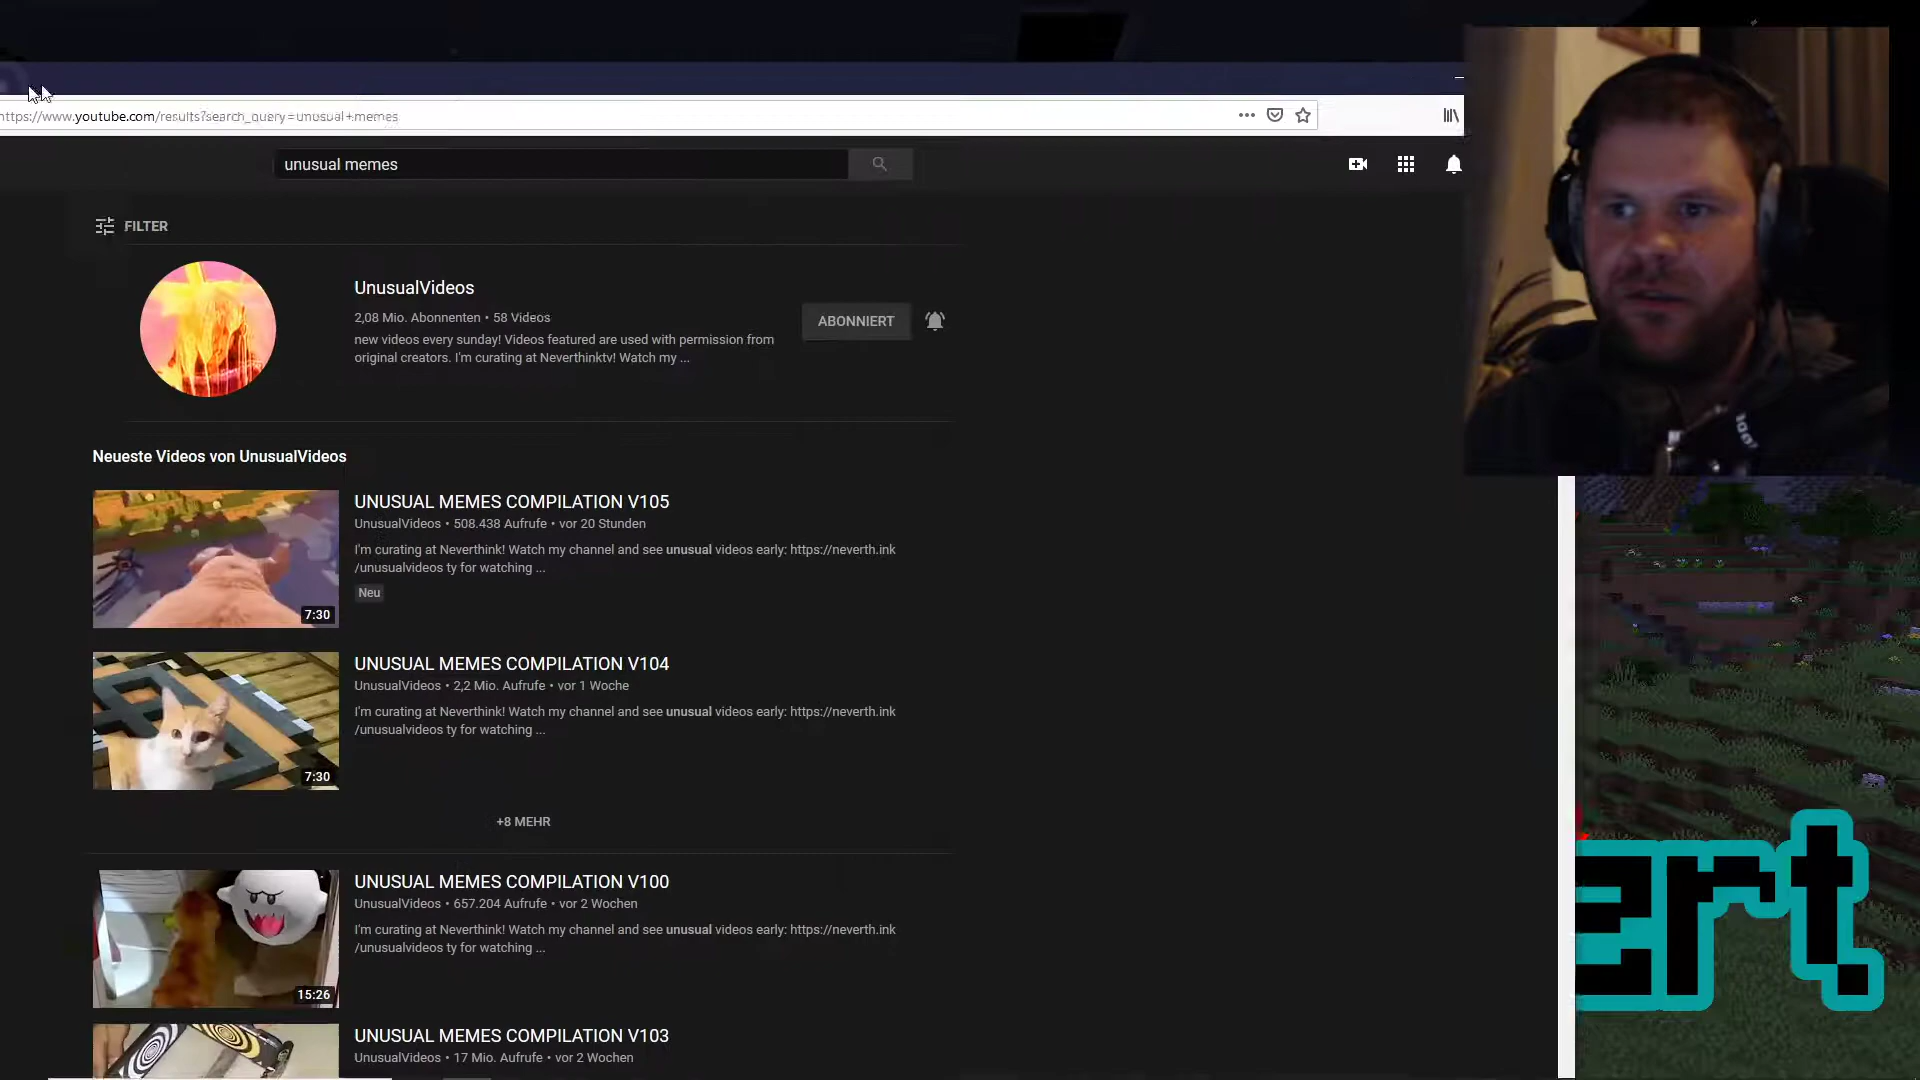 https://www.youtube.com/results?search_query=unusual+memes
unusual memes
FILTER
UnusualVideos
2,08 Mio. Abonnenten • 58 Videos
new videos every sunday! Videos featured are used with permission from
original creators. I'm curating at Neverthinktv! Watch my ...
ABONNIERT
Neueste Videos von UnusualVideos
UNUSUAL MEMES COMPILATION V105
UnusualVideos • 508.438 Aufrufe • vor 20 Stunden
I'm curating at Neverthink! Watch my channel and see unusual videos early: https://neverth.ink
/unusualvideos ty for watching ...
Neu
7:30
UNUSUAL MEMES COMPILATION V104
UnusualVideos • 2,2 Mio. Aufrufe • vor 1 Woche
I'm curating at Neverthink! Watch my channel and see unusual videos early: https://neverth.ink
/unusualvideos ty for watching ...
7:30
+8 MEHR
UNUSUAL MEMES COMPILATION V100
UnusualVideos • 657.204 Aufrufe • vor 2 Wochen
I'm curating at Neverthink! Watch my channel and see unusual videos early: https://neverth.ink
/unusualvideos ty for watching ...
15:26
UNUSUAL MEMES COMPILATION V103
UnusualVideos • 17 Mio. Aufrufe • vor 2 Wochen
ert